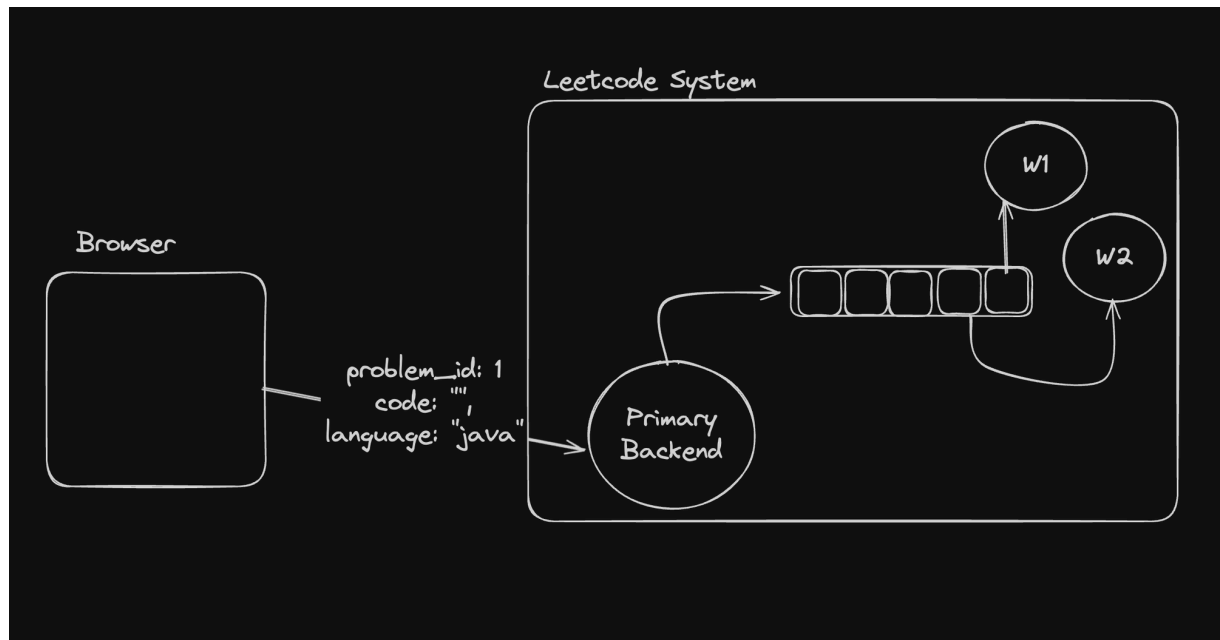 Leetcode System
W1
Browser
W2
problem_id: 1
code: "",
language: "java"
Primary
Backend